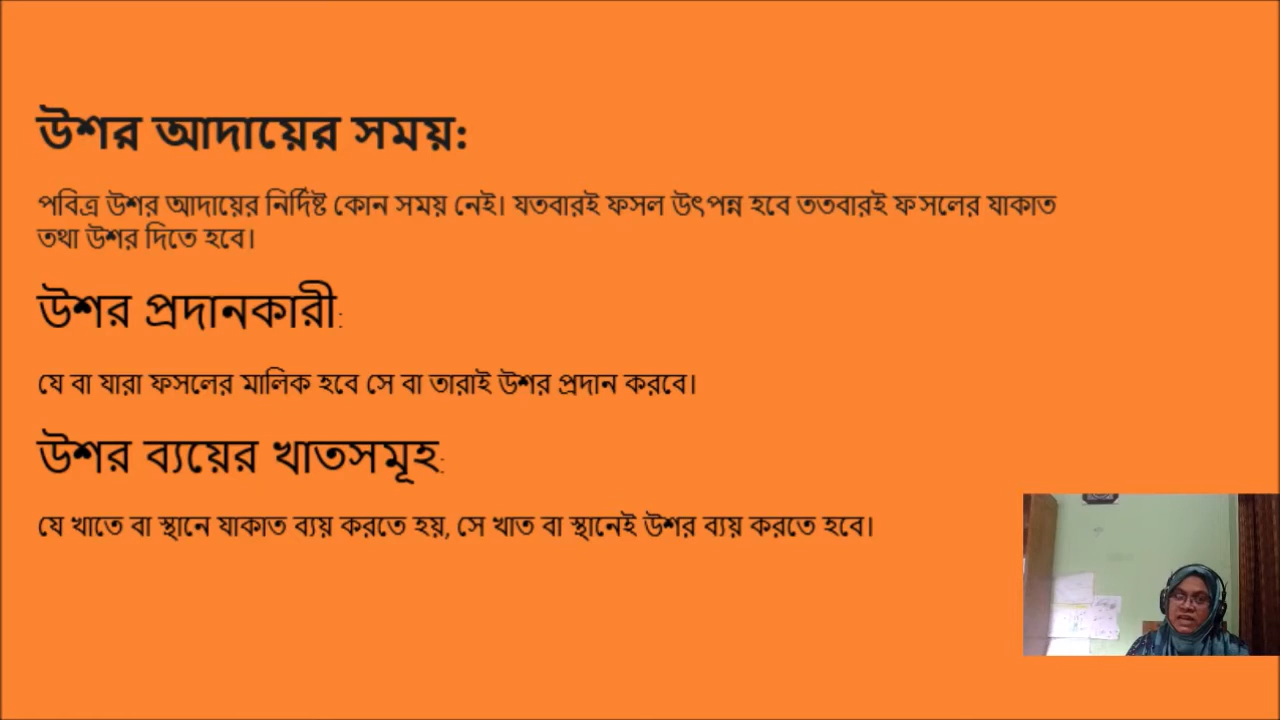 উশর আদায়ের সময়:
পবিত্র উশর আদায়ের নির্দিষ্ট কোন সময় নেই। যতবারই ফসল উৎপন্ন হবে ততবারই ফসলের যাকাত
তথা উশর দিতে হবে।
উশর প্রদানকারী:
যে বা যারা ফসলের মালিক হবে সে বা তারাই উশর প্রদান করবে।
উশর ব্যয়ের খাতসমূহ:
যে খাতে বা স্থানে যাকাত ব্যয় করতে হয়, সে খাত বা স্থানেই উশর ব্যয় করতে হবে।